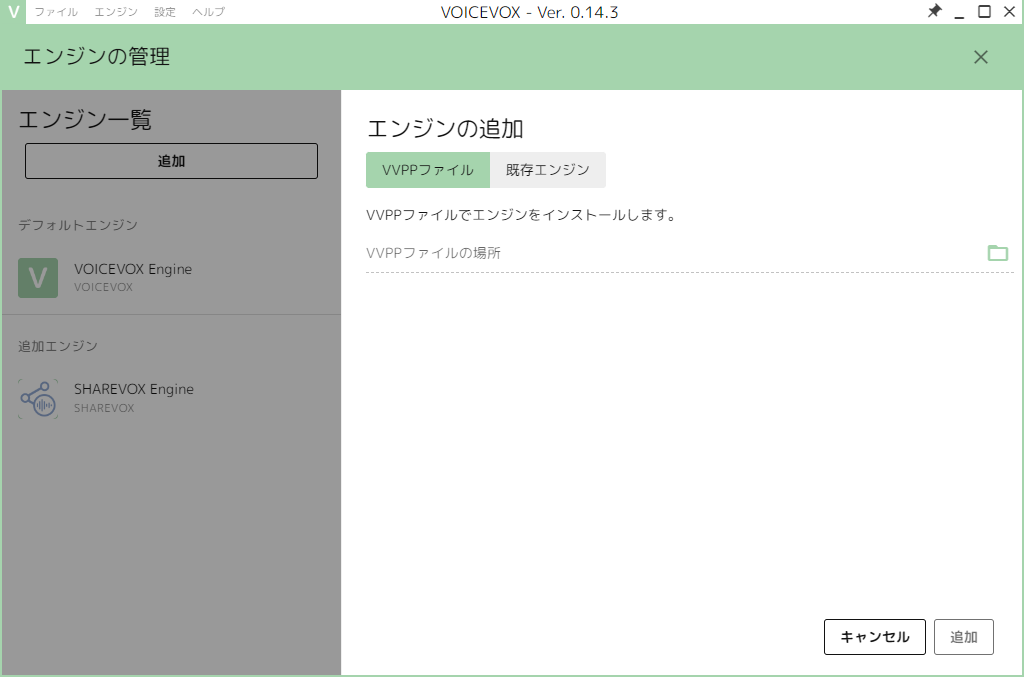 V ファイル エンジン 設定 ヘルプ VOICEVOX - Ver. 0.14.3
エンジンの管理
エンジン一覧
追加
デフォルトエンジン
V
VOICEVOX Engine
VOICEVOX
追加エンジン
SHAREVOX Engine
SHAREVOX
エンジンの追加
VVPPファイル 既存エンジン
VVPPファイルでエンジンをインストールします。
VVPPファイルの場所
キャンセル 追加